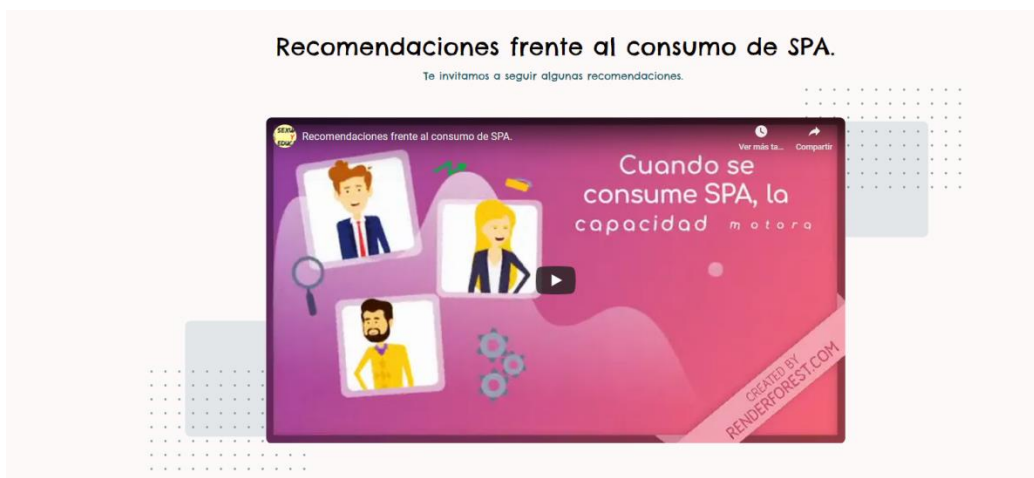 Recomendaciones frente al consumo de SPA.
Te invitamos a seguir algunas recomendaciones.
Recomendaciones frente al consumo de SPA.
Ver más ta...
Compartir
Cuando se
consume SPA, la
capacidad motora
CREATED BY
RENDERFOREST.COM